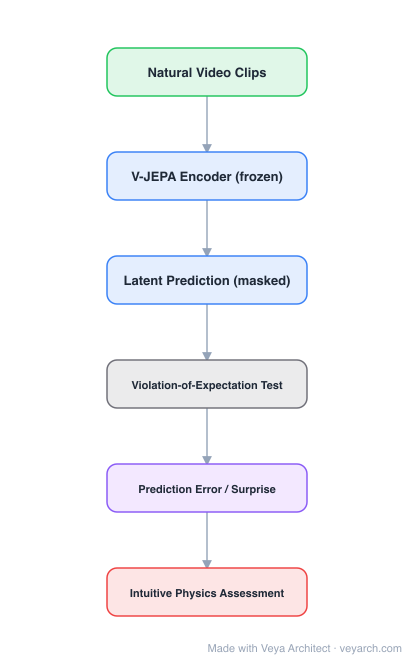 Natural Video Clips
V-JEPA Encoder (frozen)
Latent Prediction (masked)
Violation-of-Expectation Test
Prediction Error / Surprise
Intuitive Physics Assessment
Made with Veya Architect · veyarch.com